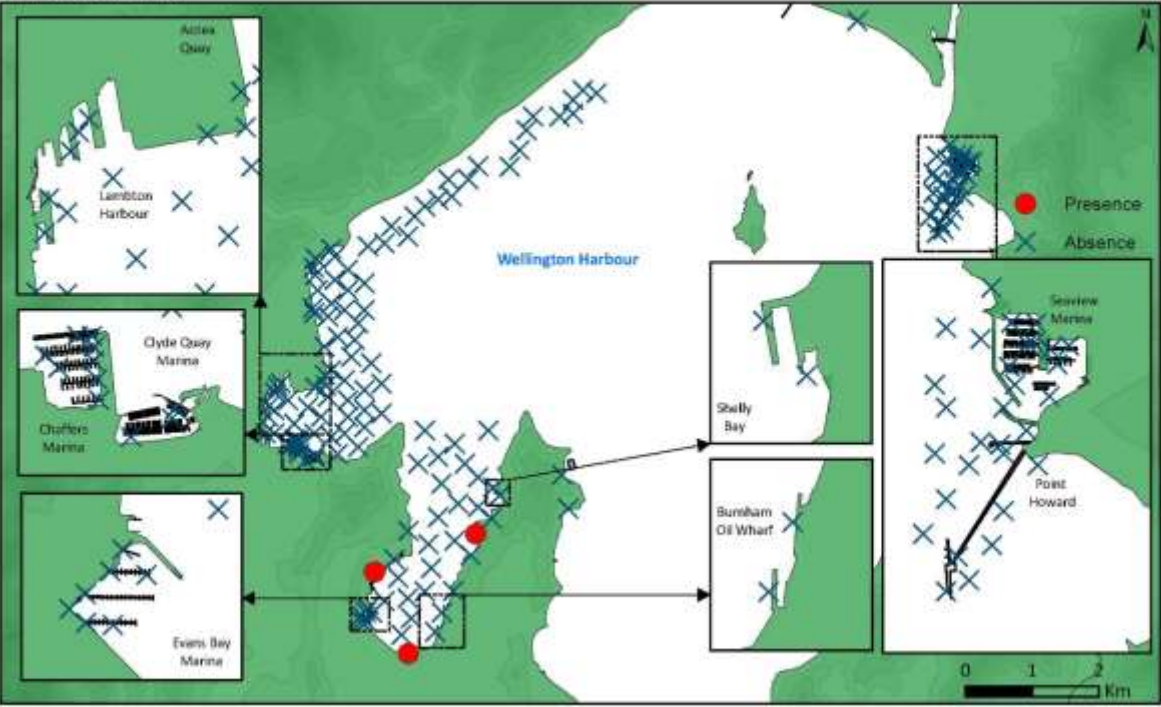 Aotea
Quay
N
Lambton
Harbour
Presence
Absence
Wellington Harbour
Clyde Quay
Marina
Chaffers
Marina
Shelly
Bay
Seaview
Marina
Burnham
Oil Wharf
Point
Howard
Evans Bay
Marina
0 1 2
Km